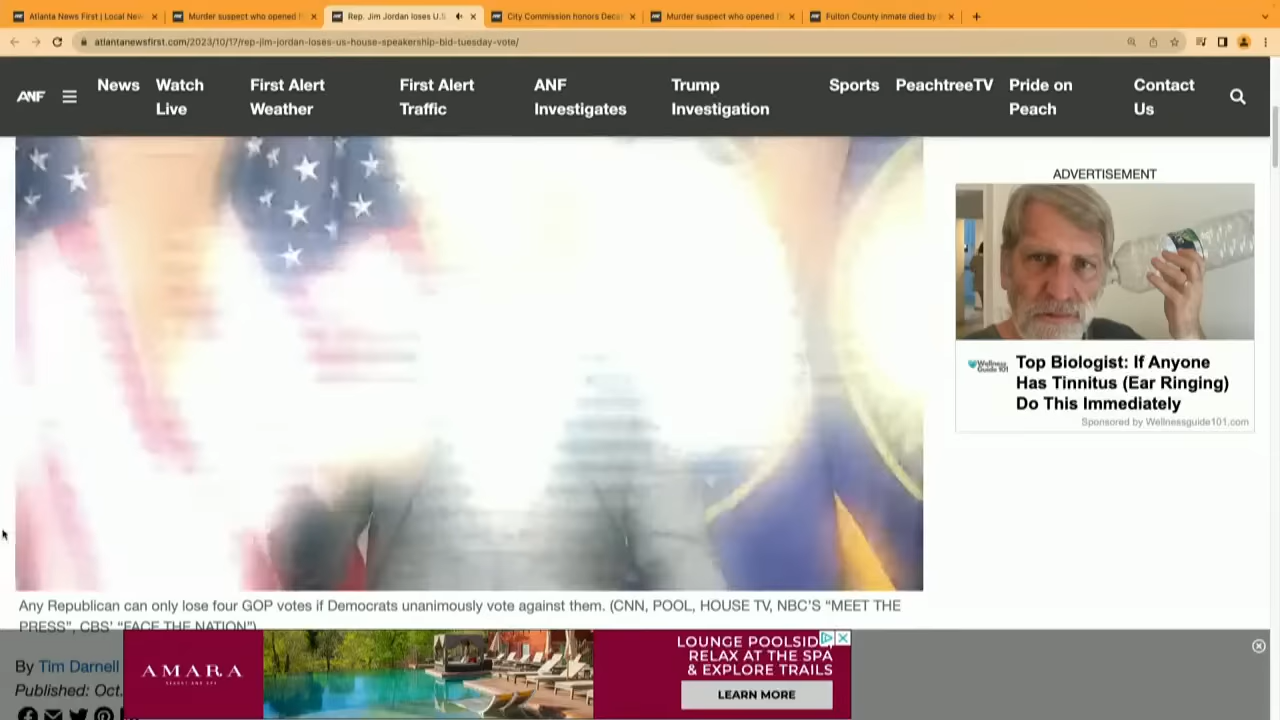 Atlanta News First | Local New
Murder suspect who opened f
Rep. Jim Jordan loses U.S
City Commission honors Deca
Murder suspect who opened f
Fulton County inmate died by s
atlantanewsfirst.com/2023/10/17/rep-jim-jordan-loses-us-house-speakership-bid-tuesday-vote/
ANF
News
Watch
Live
First Alert
Weather
First Alert
Traffic
ANF
Investigates
Trump
Investigation
Sports
PeachtreeTV
Pride on
Peach
Contact
Us
ADVERTISEMENT
Wellness
Guide 101
Top Biologist: If Anyone
Has Tinnitus (Ear Ringing)
Do This Immediately
Sponsored by Wellnessguide101.com
Any Republican can only lose four GOP votes if Democrats unanimously vote against them. (CNN, POOL, HOUSE TV, NBC’S “MEET THE
PRESS”, CBS’ “FACE THE NATION”)
By Tim Darnell
Published: Oct.
AMARA
LOUNGE POOLSIDE,
RELAX AT THE SPA
& EXPLORE TRAILS
LEARN MORE